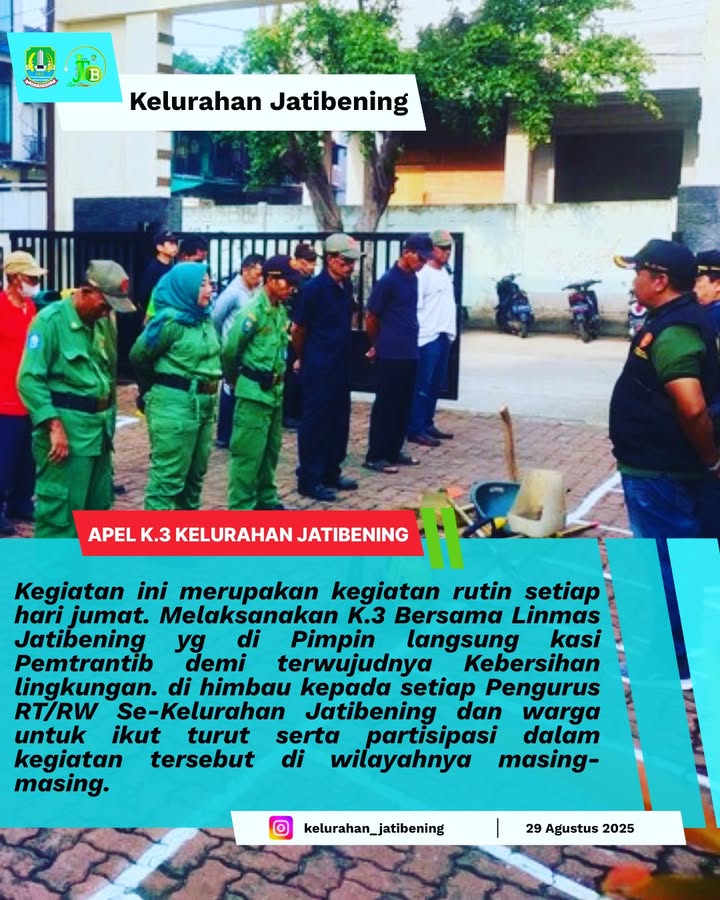 Kelurahan Jatibening
APEL K.3 KELURAHAN JATIBENING
Kegiatan ini merupakan kegiatan rutin setiap
hari jumat. Melaksanakan K.3 Bersama Linmas
Jatibening yg di Pimpin langsung kasi
Pemtrantib demi terwujudnya Kebersihan
lingkungan. di himbau kepada setiap Pengurus
RT/RW Se-Kelurahan Jatibening dan warga
untuk ikut turut serta partisipasi dalam
kegiatan tersebut di wilayahnya masing-
masing.
kelurahan_jatibening
29 Agustus 2025